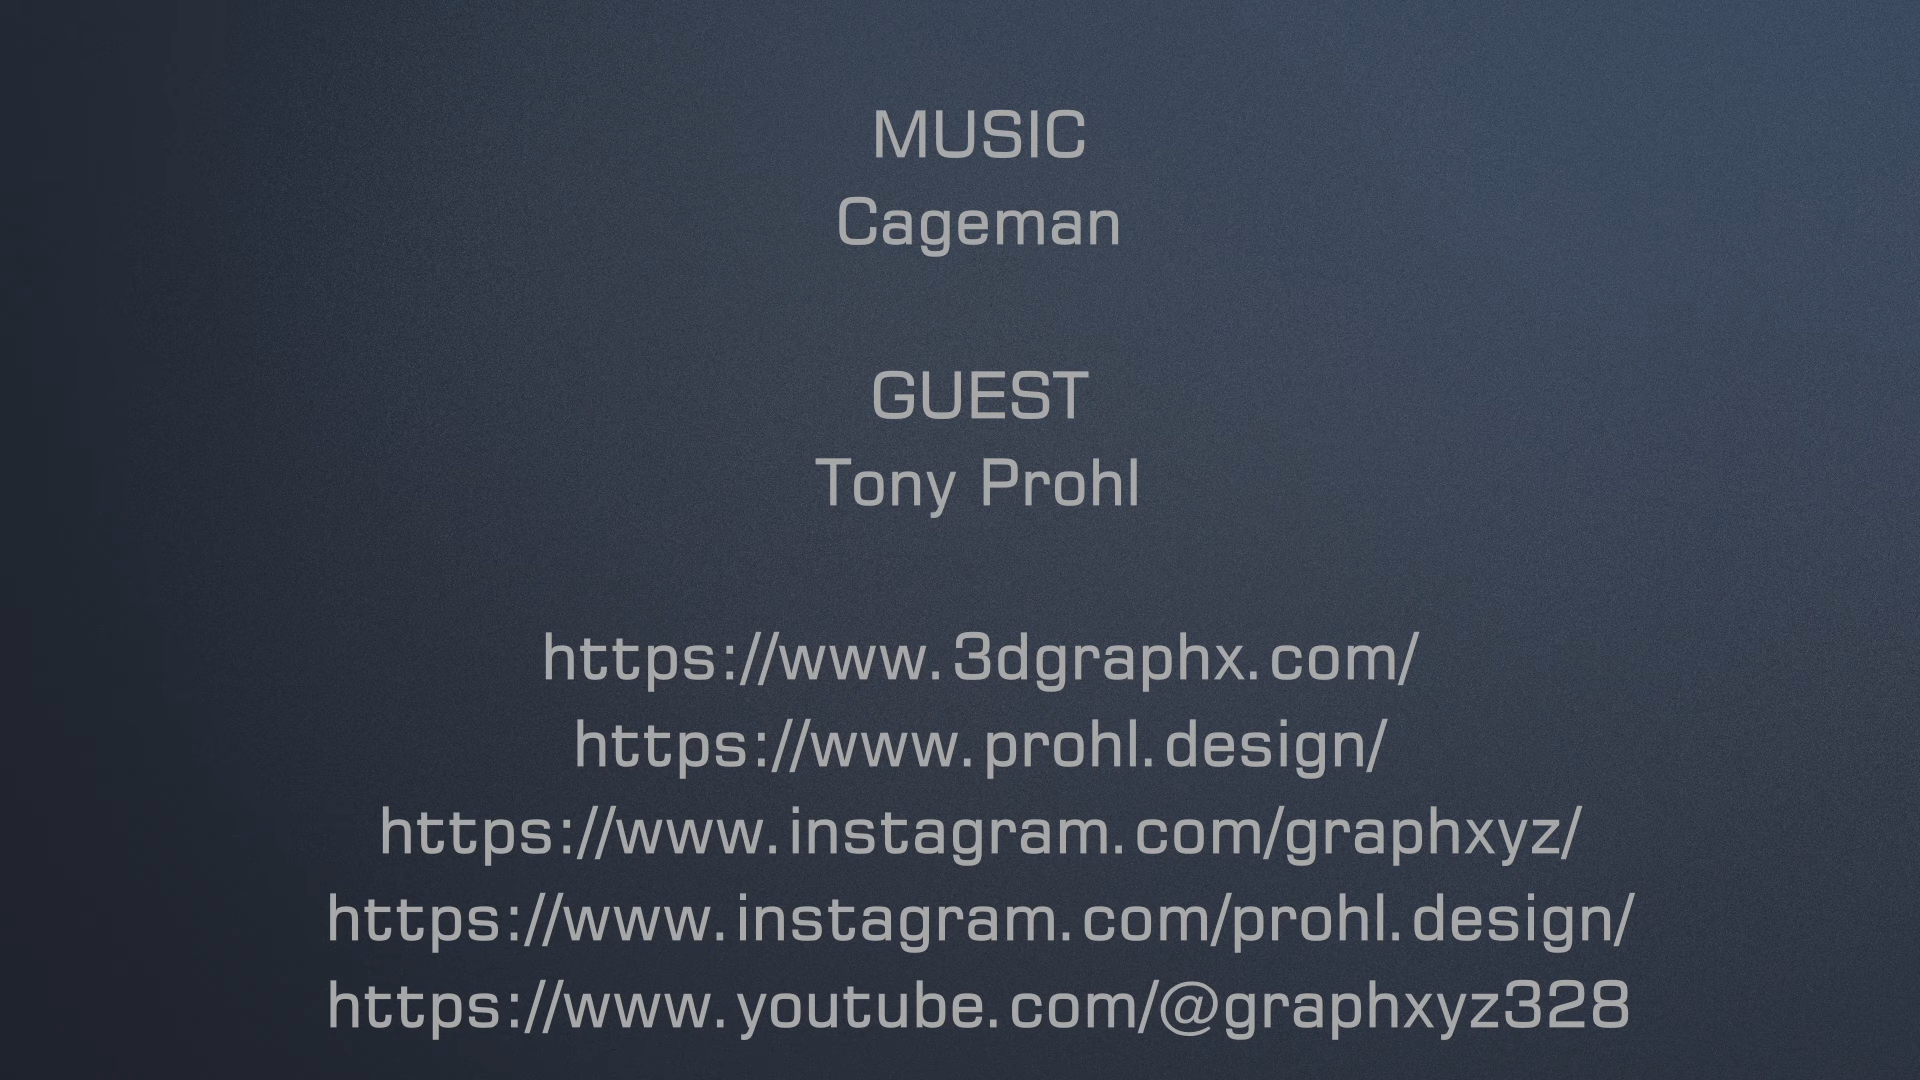 MUSIC
Cageman
GUEST
Tony Prohl
https://www.3dgraphx.com/
https://www.prohl.design/
https://www.instagram.com/graphxyz/
https://www.instagram.com/prohl.design/
https://www.youtube.com/@graphxyz328